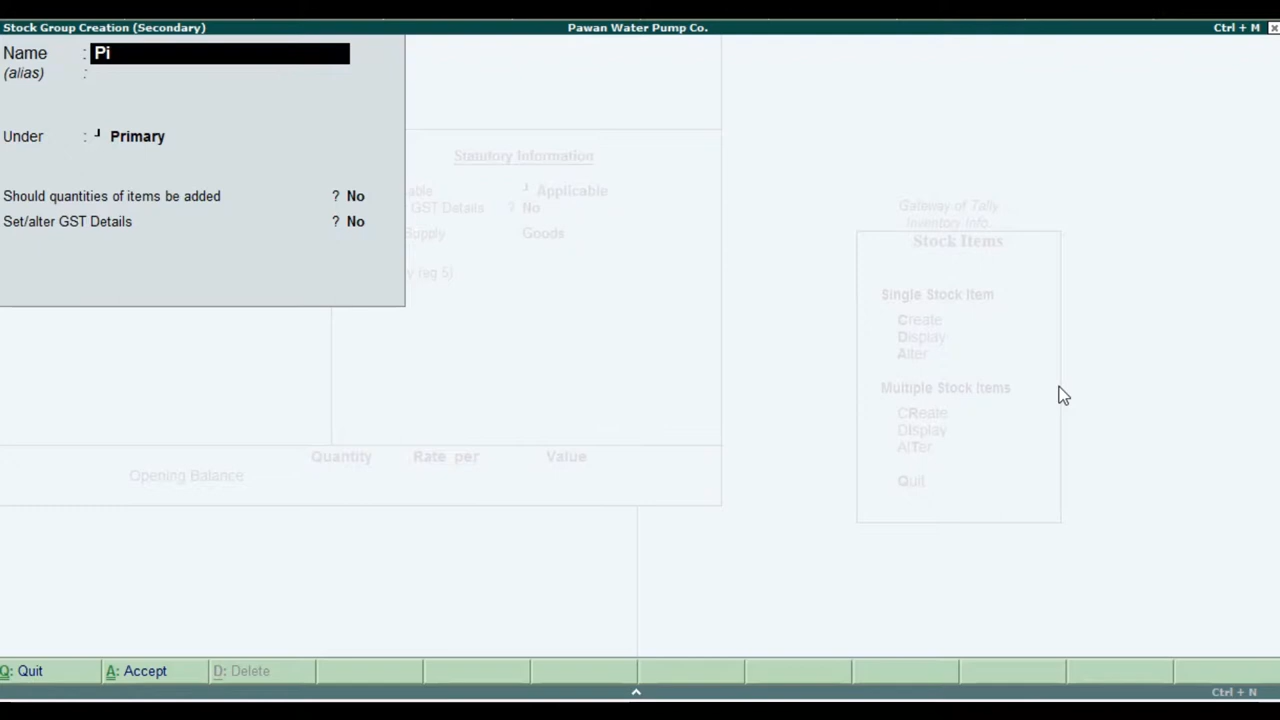 Stock Group Creation (Secondary) Pawan Water Pump Co. Ctrl + M
Name : Pi
(alias) :
Under : ┘ Primary
Should quantities of items be added ? No
Set/alter GST Details ? No
Statutory Information
able ┘ Applicable
GST Details ? No
Supply Goods
y (eg 5)
Quantity Rate per Value
Opening Balance
Gateway of Tally
Inventory Info.
Stock Items
Single Stock Item
Create
Display
Alter
Multiple Stock Items
CReate
DIsplay
AlTer
Quit
Q: Quit A: Accept D: Delete
Ctrl + N